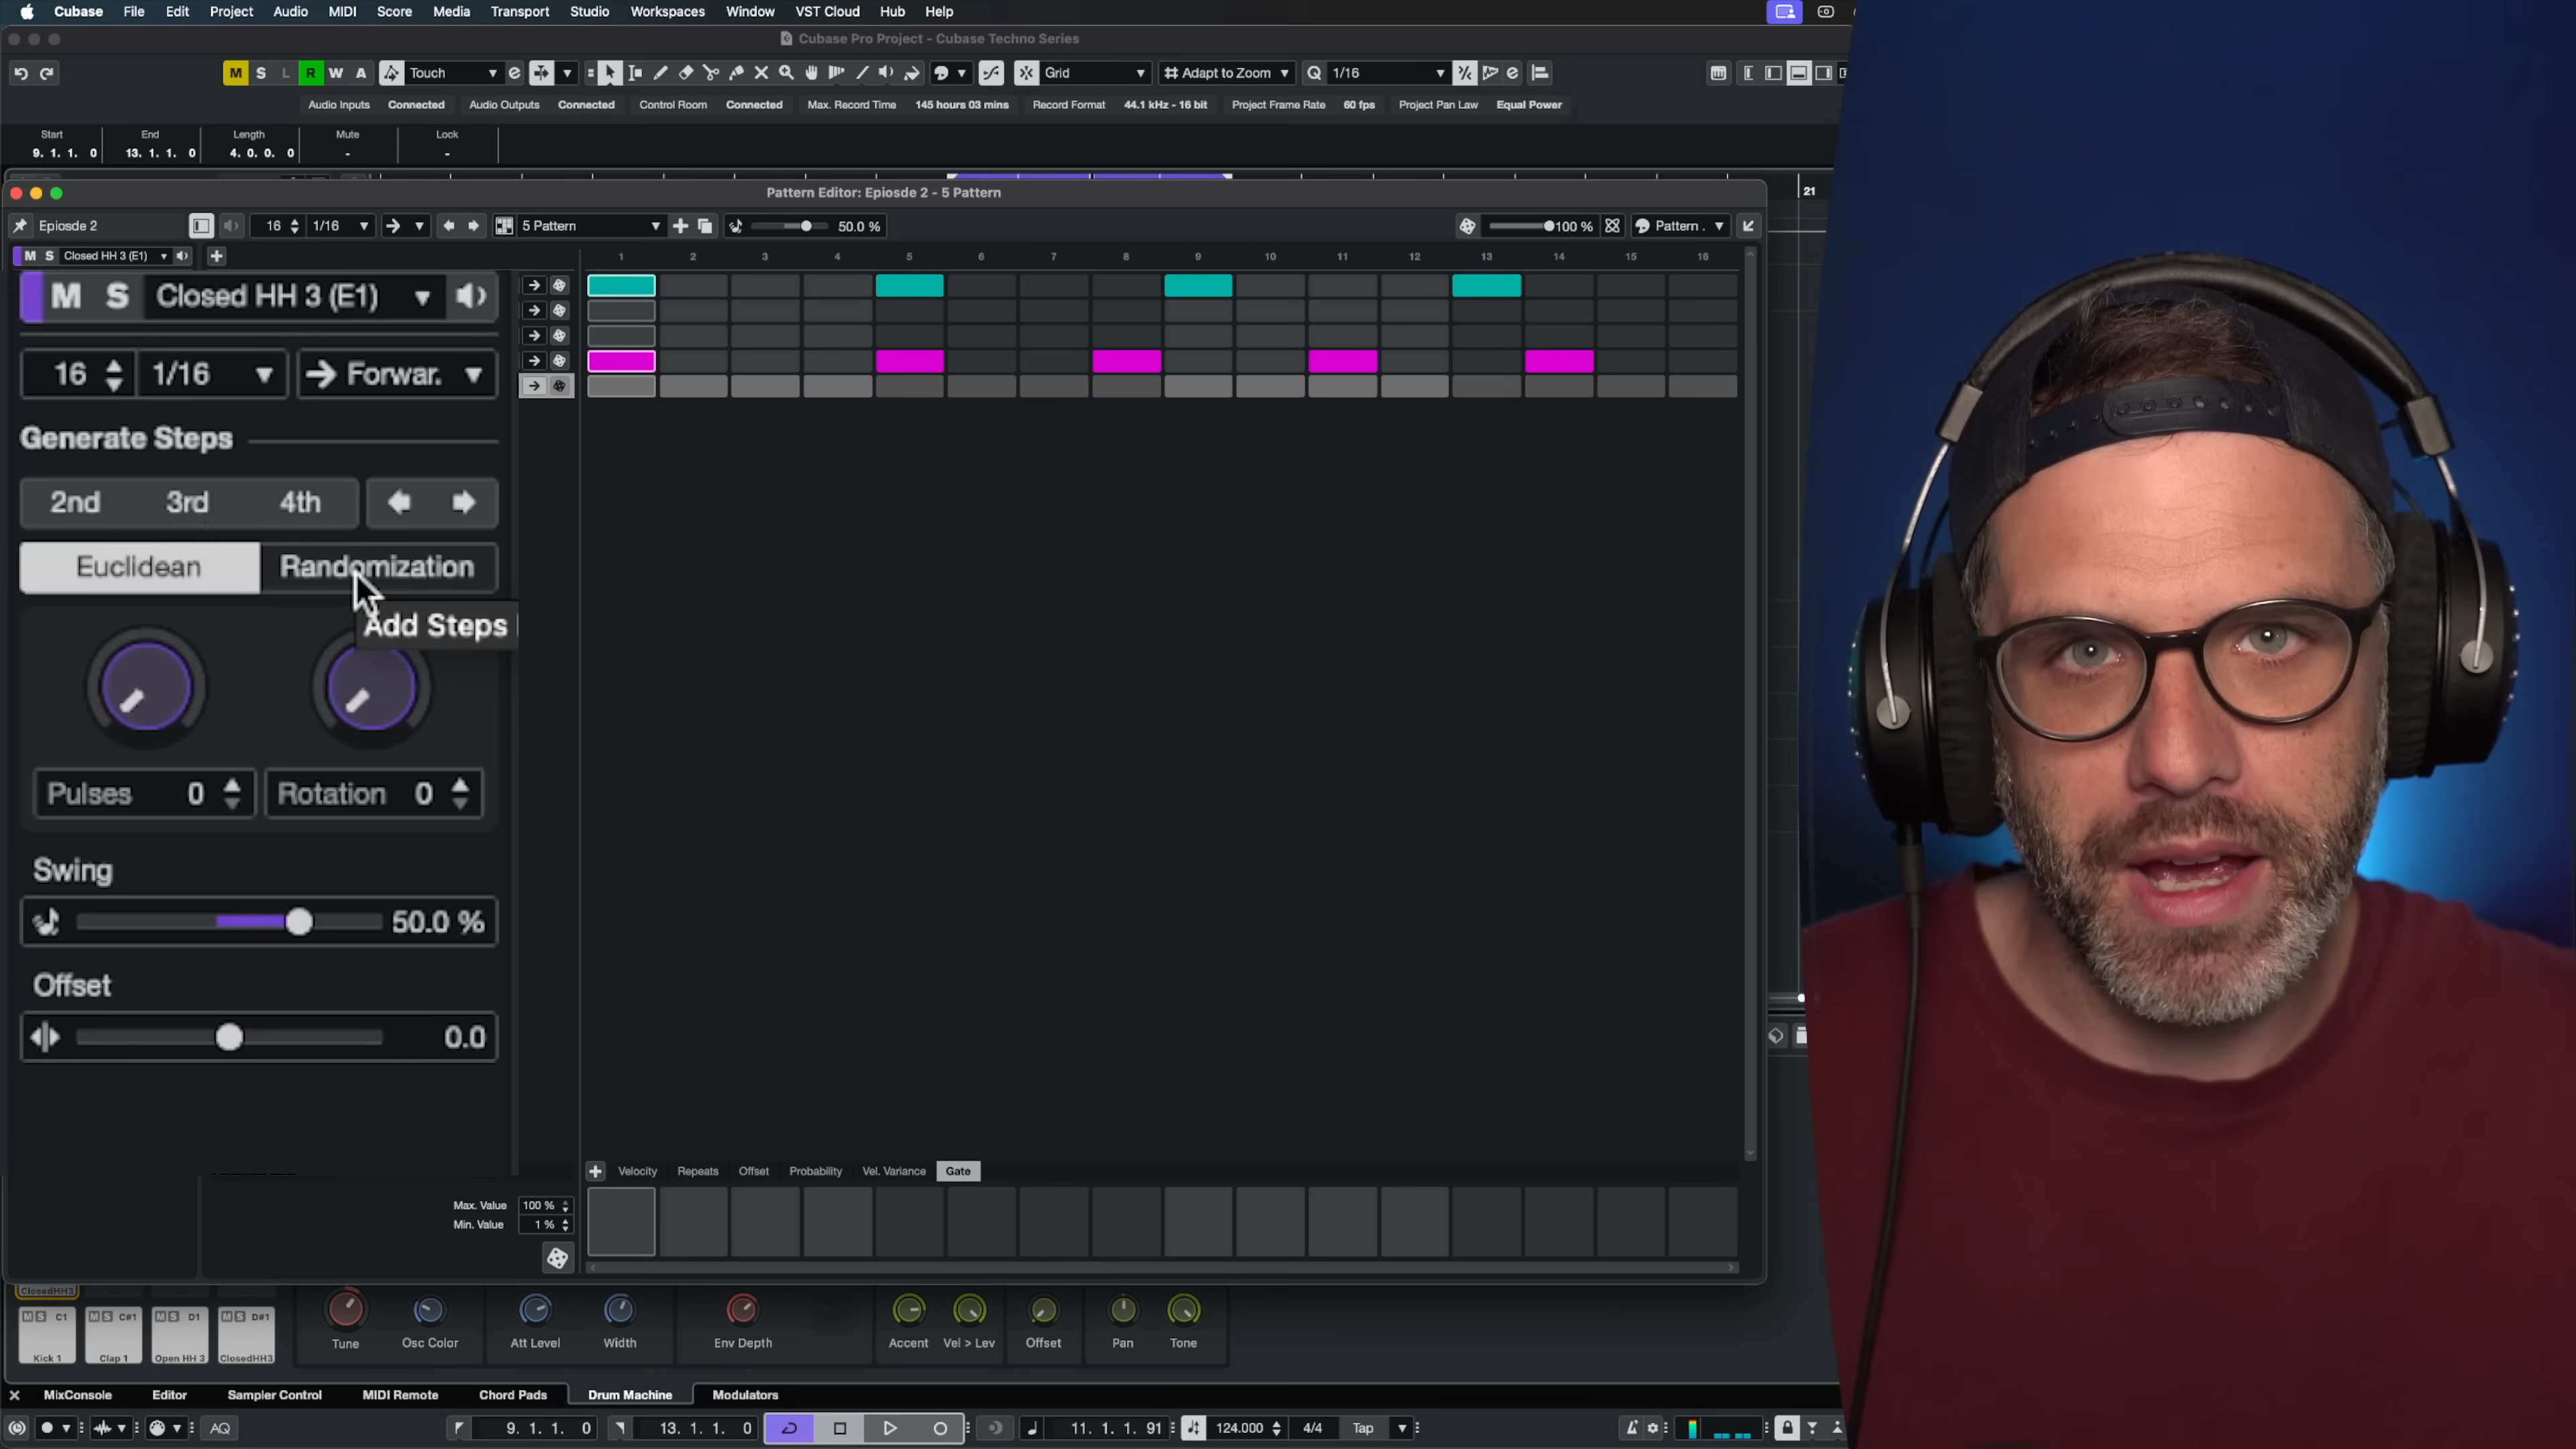 Cubase File Edit Project Audio MIDI Score Media Transport Studio Workspaces Window VST Cloud Hub Help
Cubase Pro Project - Cubase Techno Series
M S L R W A Touch Grid Adapt to Zoom Q 1/16
Audio Inputs Connected Audio Outputs Connected Control Room Connected Max. Record Time 145 hours 03 mins Record Format 44.1 kHz - 16 bit Project Frame Rate 60 fps Project Pan Law Equal Power
Start End Length Mute Lock
9. 1. 1. 0 13. 1. 1. 0 4. 0. 0. 0 - -
21
Pattern Editor: Epiosde 2 - 5 Pattern
Epiosde 2 16 1/16 5 Pattern 50.0 % 100 % Pattern .
M S Closed HH 3 (E1)
1 2 3 4 5 6 7 8 9 10 11 12 13 14 15 16
M S Closed HH 3 (E1)
16 1/16 Forwar.
Generate Steps
2nd 3rd 4th
Euclidean Randomization
Add Steps
Pulses 0 Rotation 0
Swing
50.0 %
Offset
0.0
Velocity Repeats Offset Probability Vel. Variance Gate
Max. Value 100 %
Min. Value 1 %
ClosedHH3
M S C1 M S C#1 M S D1 M S D#1
Kick 1 Clap 1 Open HH 3 ClosedHH3
Tune Osc Color Att Level Width Env Depth Accent Vel > Lev Offset Pan Tone
MixConsole Editor Sampler Control MIDI Remote Chord Pads Drum Machine Modulators
AQ 9. 1. 1. 0 13. 1. 1. 0 11. 1. 1. 91 124.000 4/4 Tap